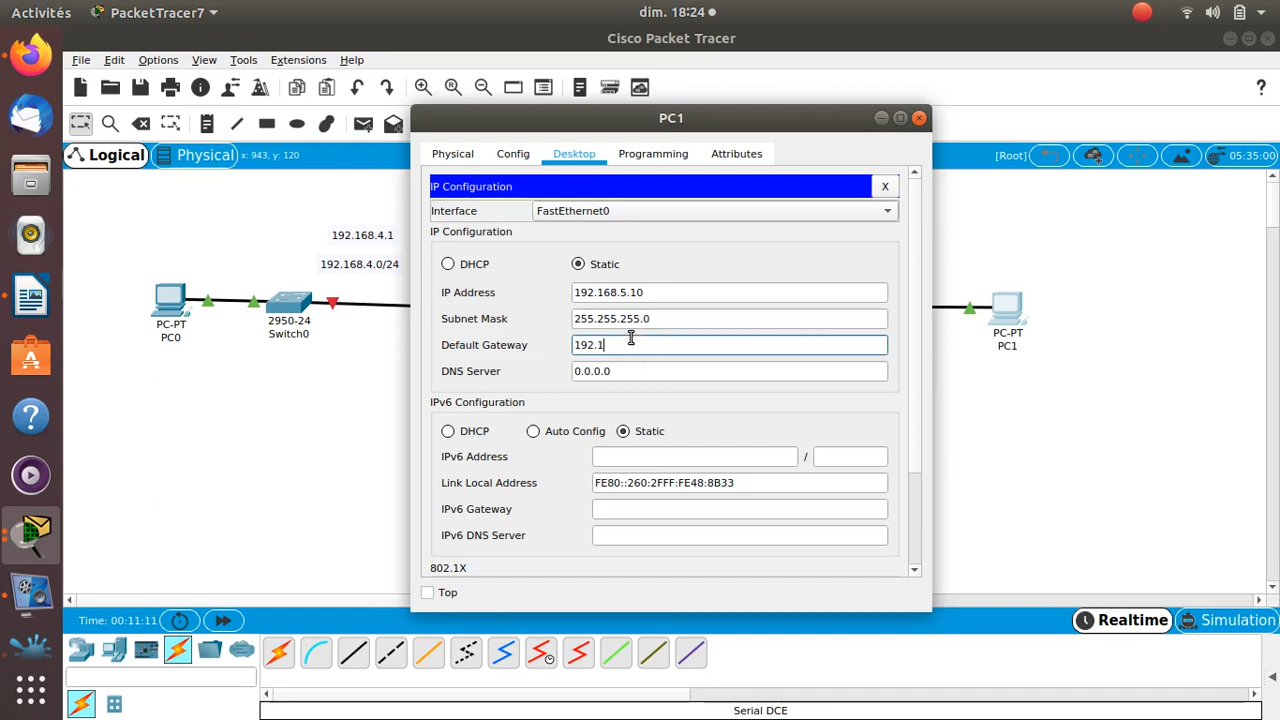 Activités
PacketTracer7
dim. 18:24
Cisco Packet Tracer
File Edit Options View Tools Extensions Help
?
PC1
Logical
Physical
x: 943, y: 120
[Root]
05:35:00
Physical Config Desktop Programming Attributes
IP Configuration
X
Interface
FastEthernet0
IP Configuration
DHCP
Static
IP Address
192.168.5.10
Subnet Mask
255.255.255.0
Default Gateway
192.1
DNS Server
0.0.0.0
IPv6 Configuration
DHCP
Auto Config
Static
IPv6 Address
/
Link Local Address
FE80::260:2FFF:FE48:8B33
IPv6 Gateway
IPv6 DNS Server
802.1X
Top
192.168.4.1
192.168.4.0/24
PC-PT
PC0
2950-24
Switch0
PC-PT
PC1
Time: 00:11:11
Realtime
Simulation
Serial DCE